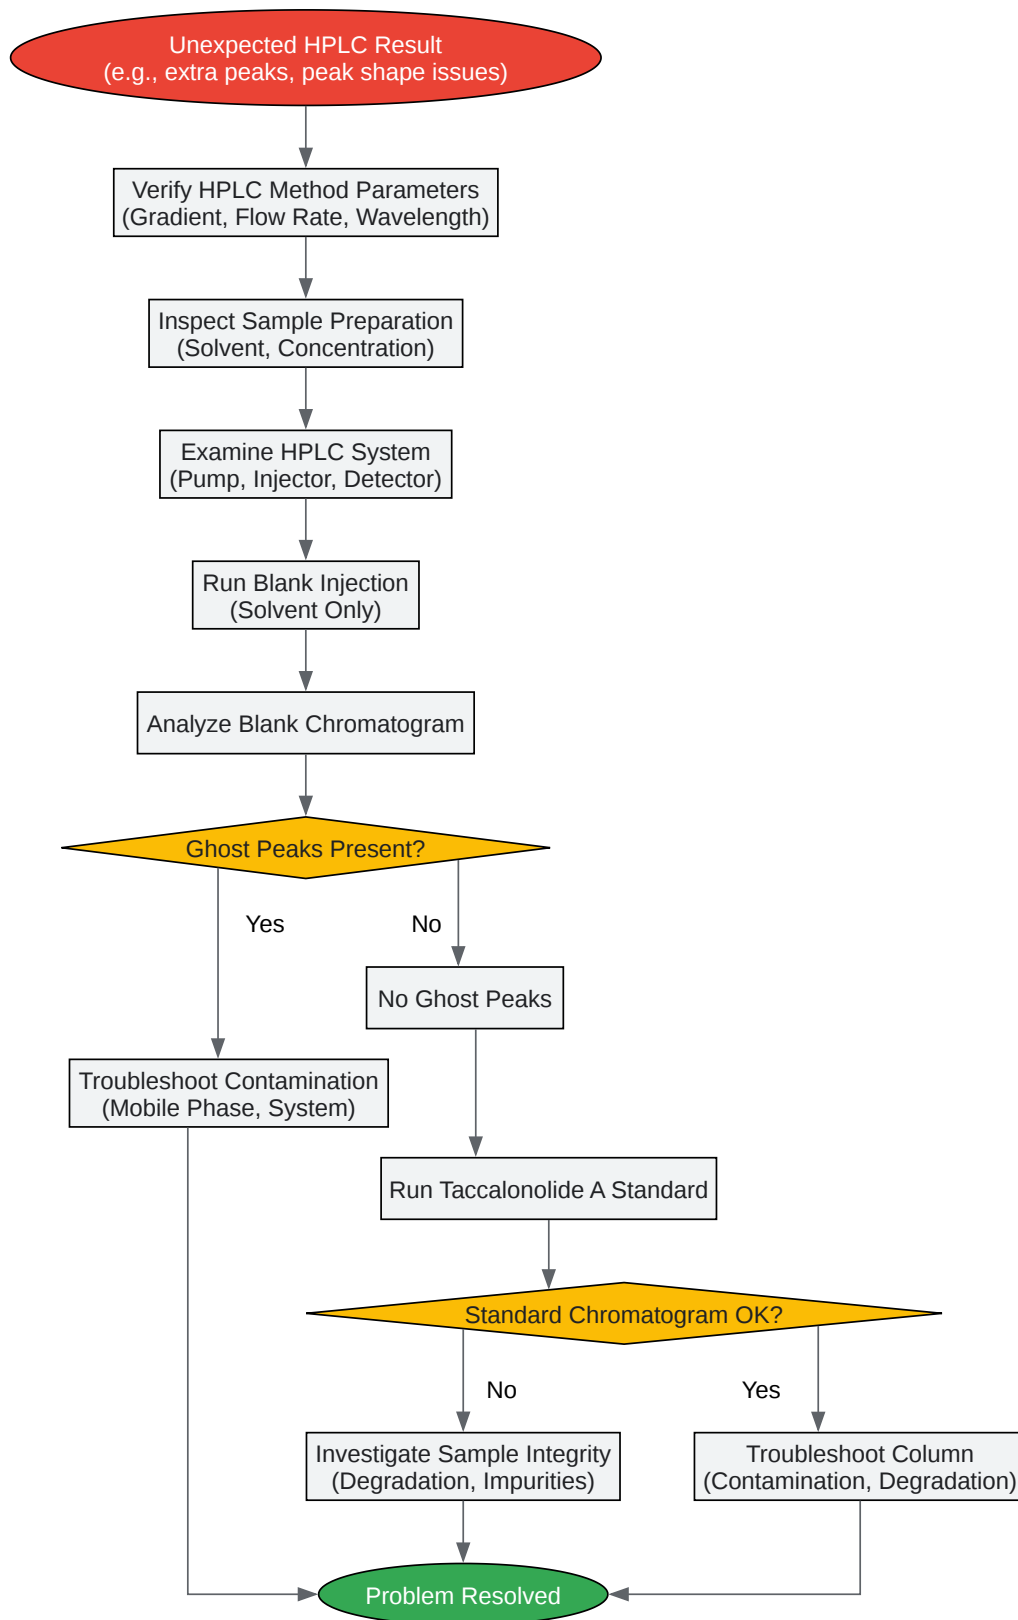 Unexpected HPLC Result
(e.g., extra peaks, peak shape issues)
Verify HPLC Method Parameters
(Gradient, Flow Rate, Wavelength)
Inspect Sample Preparation
(Solvent, Concentration)
Examine HPLC System
(Pump, Injector, Detector)
Run Blank Injection
(Solvent Only)
Analyze Blank Chromatogram
Ghost Peaks Present?
Yes
No
No Ghost Peaks
Troubleshoot Contamination
(Mobile Phase, System)
Run Taccalonolide A Standard
Standard Chromatogram OK?
No
Yes
Investigate Sample Integrity
(Degradation, Impurities)
Troubleshoot Column
(Contamination, Degradation)
Problem Resolved